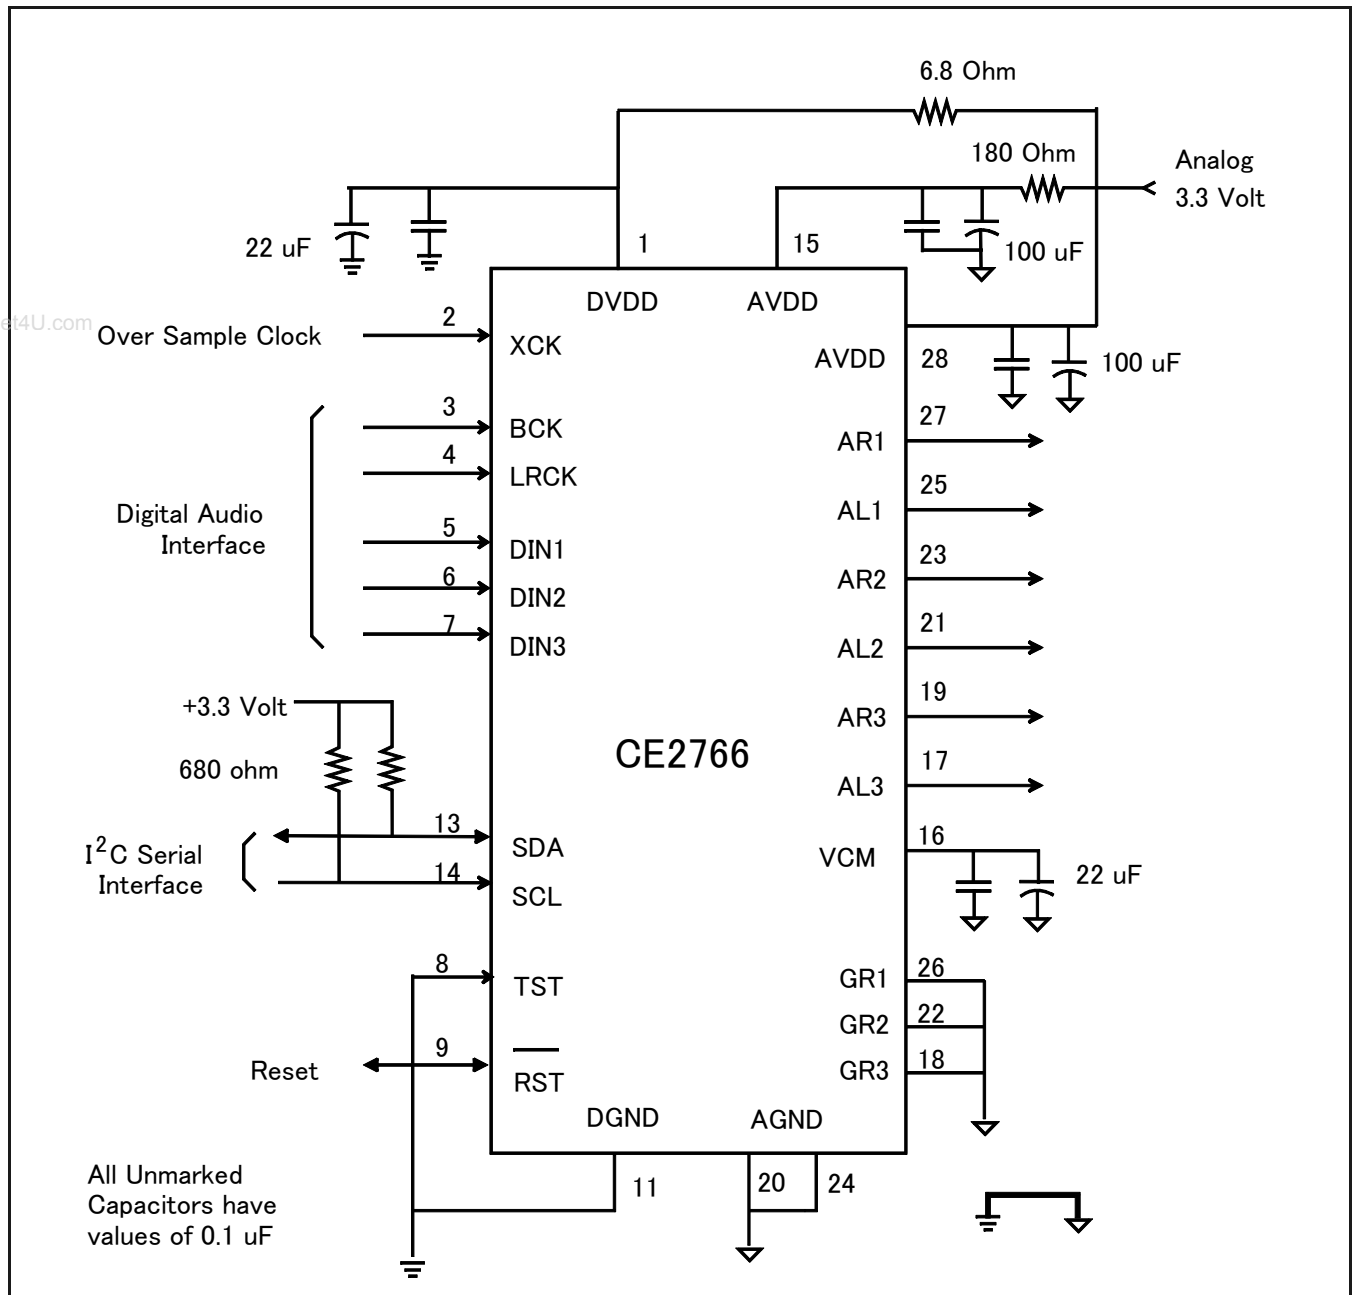 6.8 Ohm
180 Ohm
Analog
3.3 Volt
22 uF
1
15
100 uF
DVDD
AVDD
et4U.com
Over Sample Clock
2
XCK
AVDD
28
100 uF
3
BCK
27
AR1
4
LRCK
25
AL1
Digital Audio
Interface
5
DIN1
23
AR2
6
DIN2
21
AL2
7
DIN3
19
AR3
+3.3 Volt
680 ohm
CE2766
17
AL3
13
SDA
16
VCM
22 uF
I²C Serial
Interface
14
SCL
8
TST
26
GR1
22
GR2
18
GR3
Reset
9
RST
DGND
AGND
11
20
24
All Unmarked
Capacitors have
values of 0.1 uF